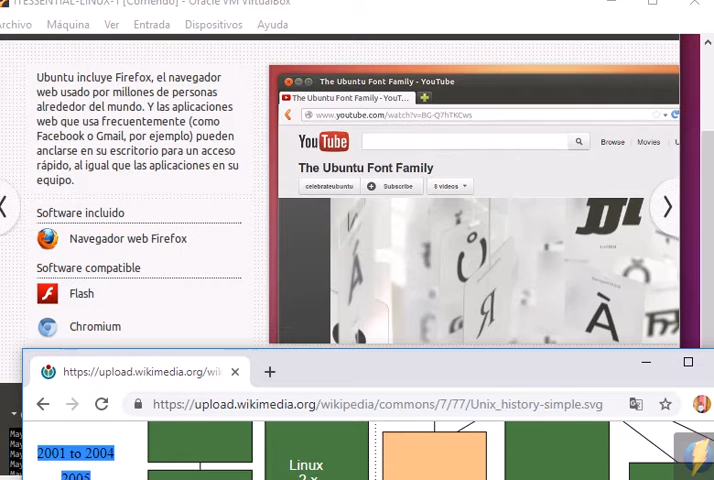 ITESSENTIAL-LINUX-1 [Corriendo] - Oracle VM VirtualBox
Archivo Máquina Ver Entrada Dispositivos Ayuda
Ubuntu incluye Firefox, el navegador
web usado por millones de personas
alrededor del mundo. Y las aplicaciones
web que usa frecuentemente (como
Facebook o Gmail, por ejemplo) pueden
anclarse en su escritorio para un acceso
rápido, al igual que las aplicaciones en su
equipo.
Software incluido
Navegador web Firefox
Software compatible
Flash
Chromium
The Ubuntu Font Family - YouTube
The Ubuntu Font Family - YouT...
www.youtube.com/watch?v=BG-Q7hTKCws
YouTube
Browse Movies U
The Ubuntu Font Family
celebrateubuntu Subscribe 8 videos
https://upload.wikimedia.org/wi
https://upload.wikimedia.org/wikipedia/commons/7/77/Unix_history-simple.svg
2001 to 2004
2005
Linux
2.x
May
May
May